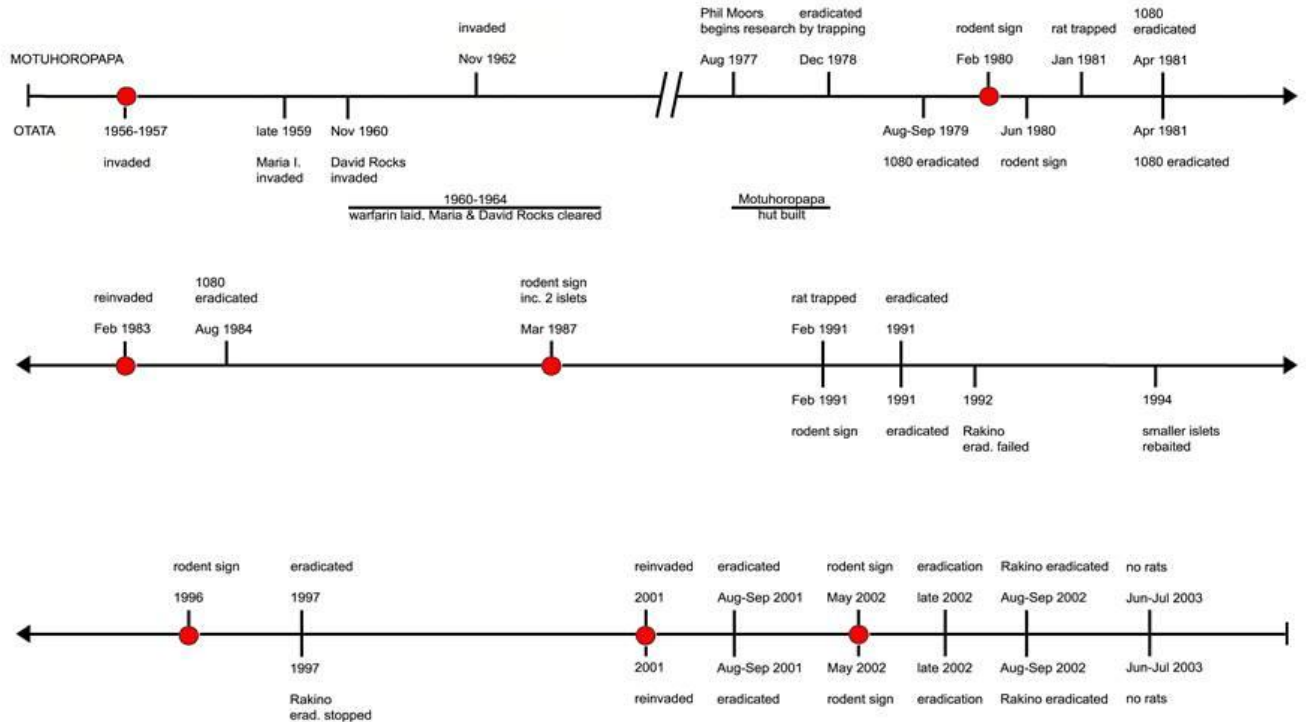 Phil Moors eradicated
invaded begins research by trapping rodent sign rat trapped 1080 eradicated
MOTUHOROPAPA Nov 1962 Aug 1977 Dec 1978 Feb 1980 Jan 1981 Apr 1981
OTATA 1956-1957 late 1959 Nov 1960 Aug-Sep 1979 Jun 1980 Apr 1981
invaded Maria I. David Rocks 1080 eradicated rodent sign 1080 eradicated
invaded invaded
1960-1964 Motuhoropapa
warfarin laid. Maria & David Rocks cleared hut built
1080 rodent sign
reinvaded eradicated inc. 2 islets rat trapped eradicated
Feb 1983 Aug 1984 Mar 1987 Feb 1991 1991
Feb 1991 1991 1992 1994
rodent sign eradicated Rakino smaller islets
erad. failed rebaited
rodent sign eradicated reinvaded eradicated rodent sign eradication Rakino eradicated no rats
1996 1997 2001 Aug-Sep 2001 May 2002 late 2002 Aug-Sep 2002 Jun-Jul 2003
1997 2001 Aug-Sep 2001 May 2002 late 2002 Aug-Sep 2002 Jun-Jul 2003
Rakino reinvaded eradicated rodent sign eradication Rakino eradicated no rats
erad. stopped